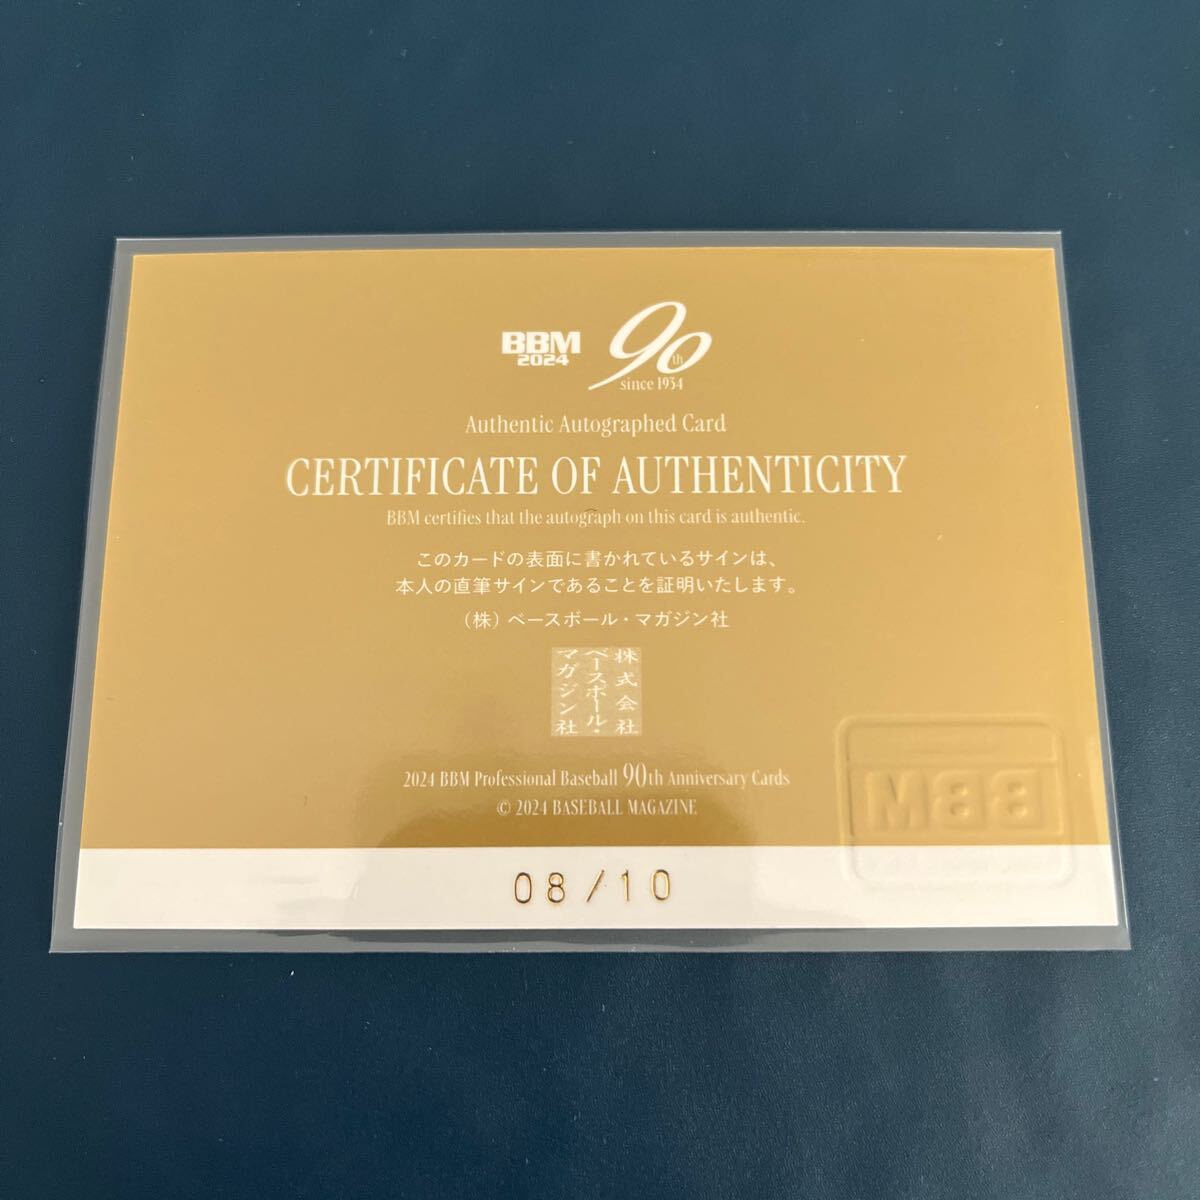 BBM
2024
90th
since 1934
Authentic Autographed Card
CERTIFICATE OF AUTHENTICITY
BBM certifies that the autograph on this card is authentic.
このカードの表面に書かれているサインは、
本人の直筆サインであることを証明いたします。
(株) ベースボール・マガジン社
株式会社
ベースボール・
マガジン社
2024 BBM Professional Baseball 90th Anniversary Cards
© 2024 BASEBALL MAGAZINE
BBM
08/10